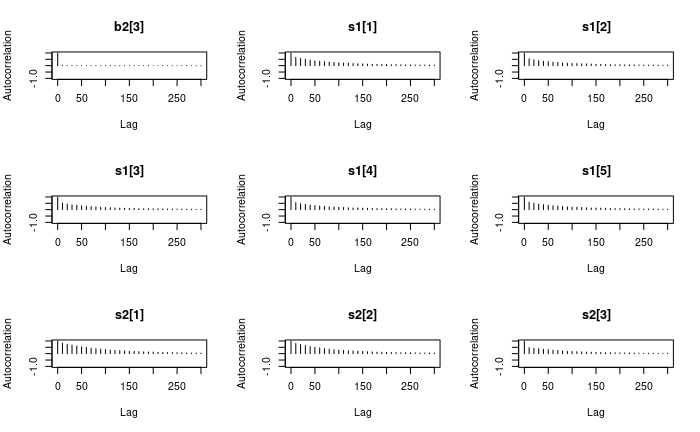 b2[3] s1[1] s1[2]
Autocorrelation Autocorrelation Autocorrelation
-1.0 -1.0 -1.0
0 50 150 250 0 50 150 250 0 50 150 250
Lag Lag Lag
s1[3] s1[4] s1[5]
Autocorrelation Autocorrelation Autocorrelation
-1.0 -1.0 -1.0
0 50 150 250 0 50 150 250 0 50 150 250
Lag Lag Lag
s2[1] s2[2] s2[3]
Autocorrelation Autocorrelation Autocorrelation
-1.0 -1.0 -1.0
0 50 150 250 0 50 150 250 0 50 150 250
Lag Lag Lag